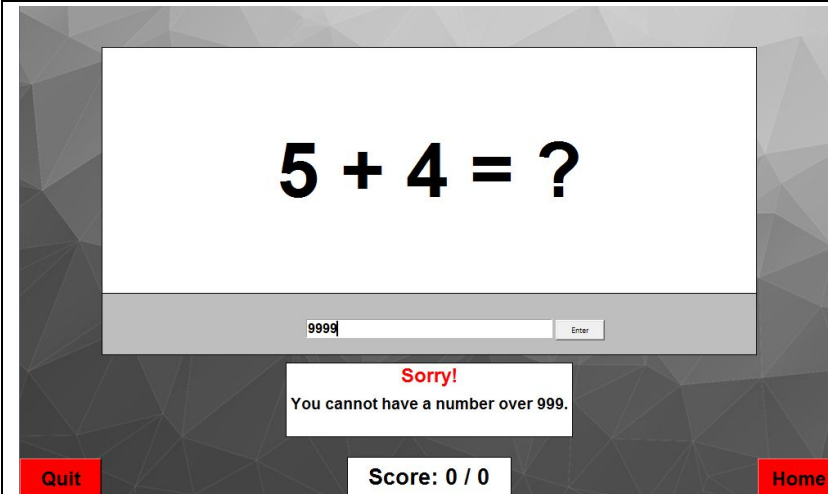 5 + 4 = ?
9999
Enter
Sorry!
You cannot have a number over 999.
Quit
Score: 0 / 0
Home